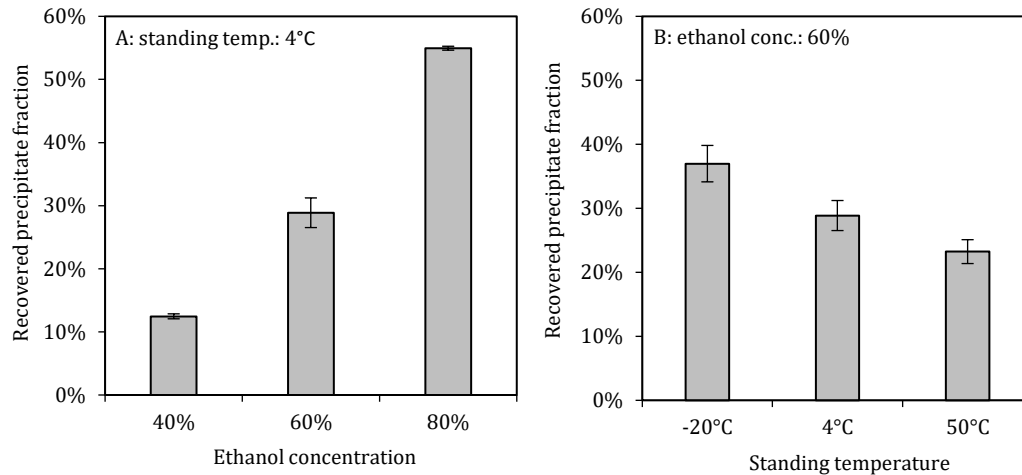 A: standing temp.: 4°C
Recovered precipitate fraction
60%
50%
40%
30%
20%
10%
0%
40% 60% 80%
Ethanol concentration
B: ethanol conc.: 60%
Recovered precipitate fraction
60%
50%
40%
30%
20%
10%
0%
-20°C 4°C 50°C
Standing temperature